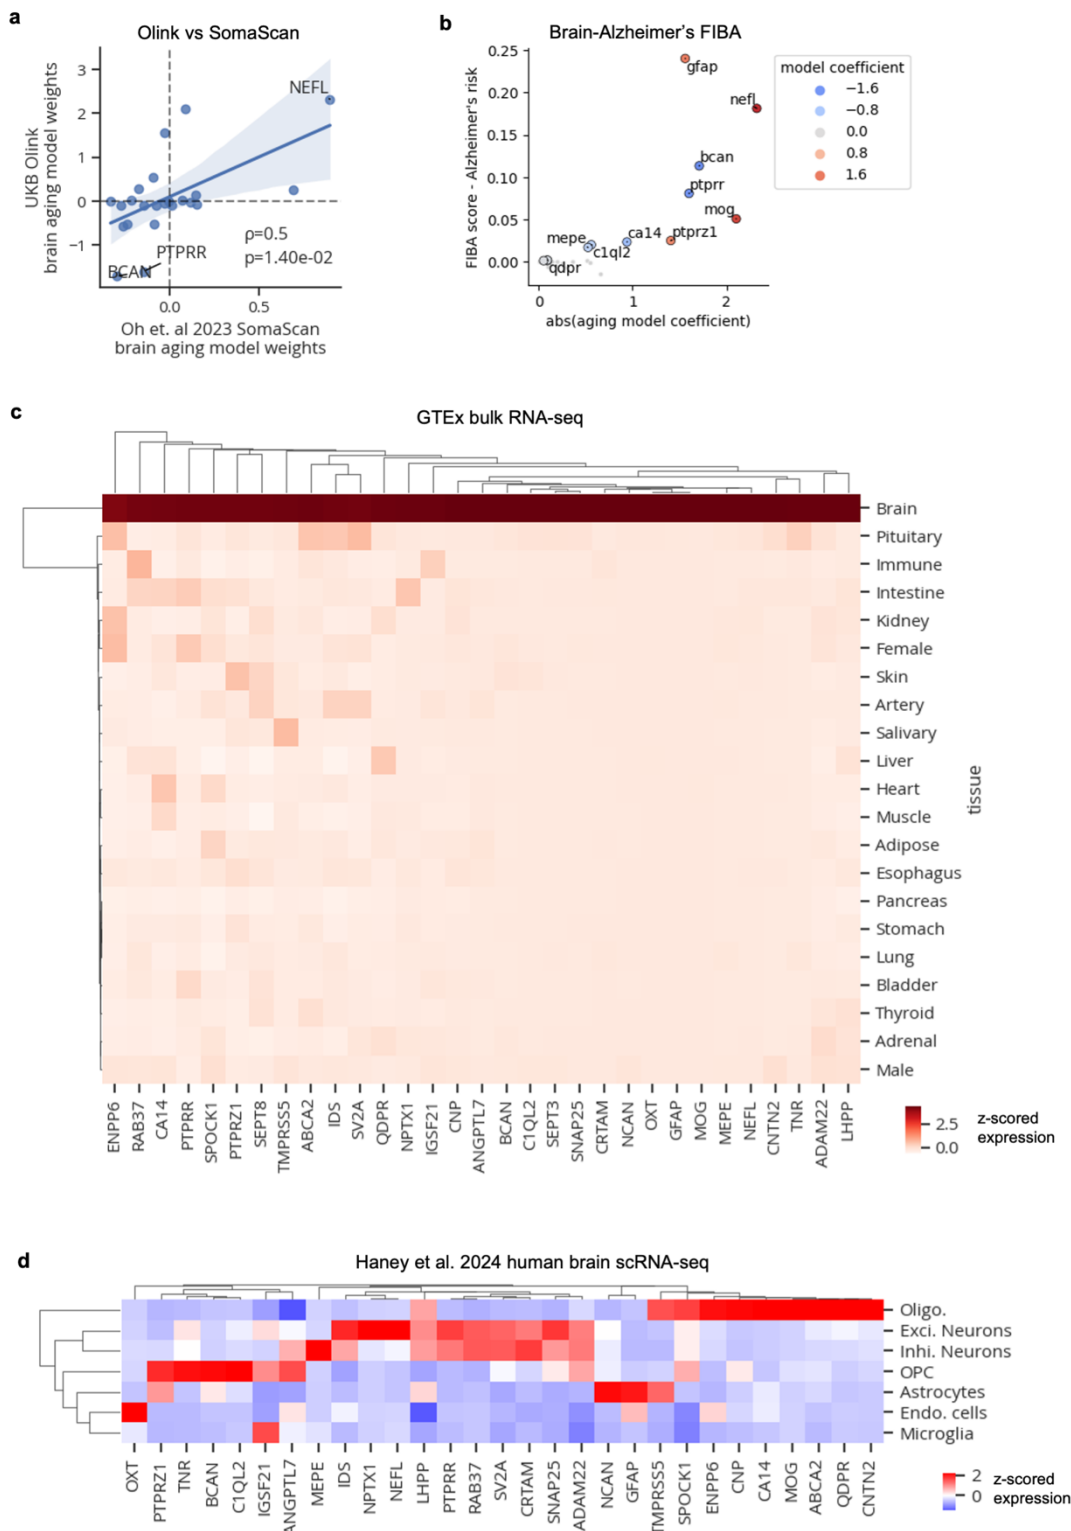 a
Olink vs SomaScan
3
2
1
0
−1
UKB Olink
brain aging model weights
NEFL
PTPRR
BCAN
ρ=0.5
p=1.40e-02
0.0
0.5
Oh et. al 2023 SomaScan
brain aging model weights
b
Brain-Alzheimer's FIBA
0.25
0.20
0.15
0.10
0.05
0.00
FIBA score - Alzheimer's risk
gfap
nefl
bcan
ptprr
mog
ptprz1
ca14
mepe
c1ql2
qdpr
0
1
2
abs(aging model coefficient)
model coefficient
−1.6
−0.8
0.0
0.8
1.6
c
GTEx bulk RNA-seq
Brain
Pituitary
Immune
Intestine
Kidney
Female
Skin
Artery
Salivary
Liver
Heart
Muscle
Adipose
Esophagus
Pancreas
Stomach
Lung
Bladder
Thyroid
Adrenal
Male
tissue
ENPP6
RAB37
CA14
PTPRR
SPOCK1
PTPRZ1
SEPT8
TMPRSS5
ABCA2
IDS
SV2A
QDPR
NPTX1
IGSF21
CNP
ANGPTL7
BCAN
C1QL2
SEPT3
SNAP25
CRTAM
NCAN
OXT
GFAP
MOG
MEPE
NEFL
CNTN2
TNR
ADAM22
LHPP
2.5
0.0
z-scored
expression
d
Haney et al. 2024 human brain scRNA-seq
Oligo.
Exci. Neurons
Inhi. Neurons
OPC
Astrocytes
Endo. cells
Microglia
OXT
PTPRZ1
TNR
BCAN
C1QL2
IGSF21
ANGPTL7
MEPE
IDS
NPTX1
NEFL
LHPP
PTPRR
RAB37
SV2A
CRTAM
SNAP25
ADAM22
NCAN
GFAP
TMPRSS5
SPOCK1
ENPP6
CNP
CA14
MOG
ABCA2
QDPR
CNTN2
2
0
z-scored
expression